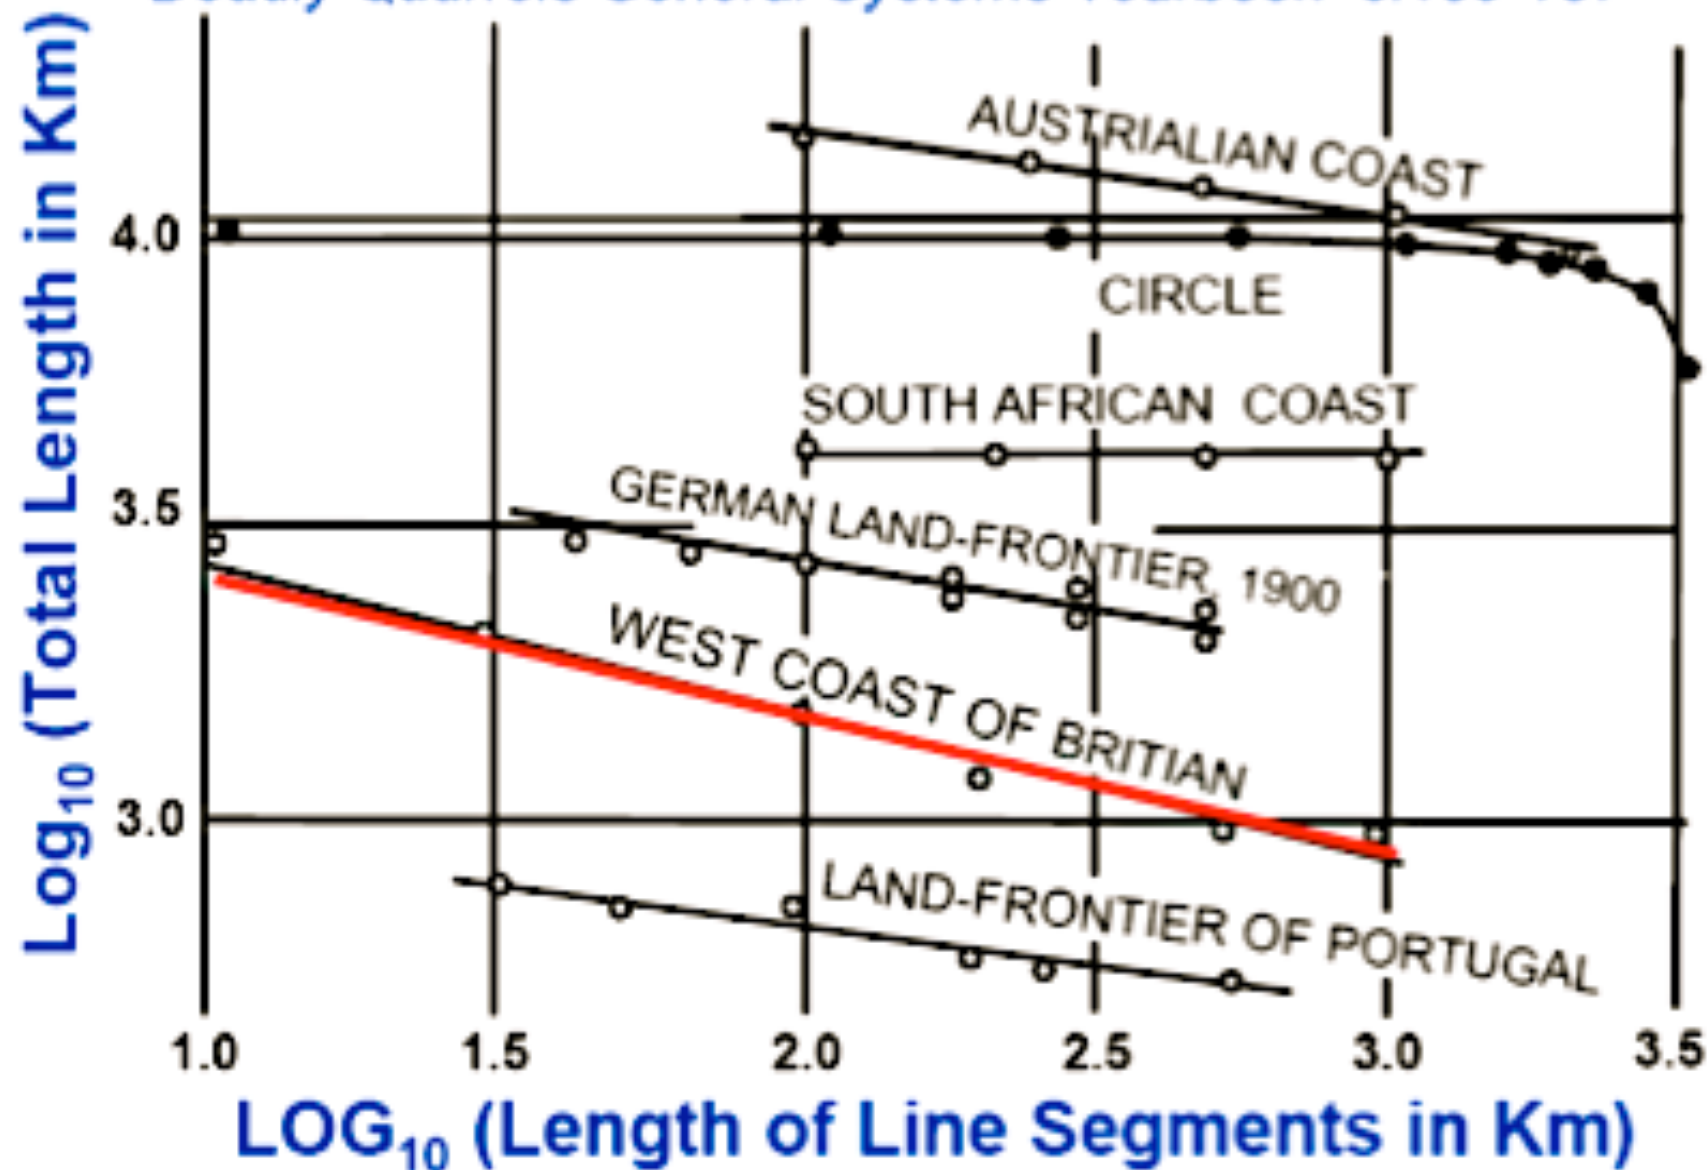 Log10 (Total Length in Km)
AUSTRIALIAN COAST
4.0
CIRCLE
SOUTH AFRICAN COAST
3.5
GERMAN LAND-FRONTIER, 1900
WEST COAST OF BRITIAN
3.0
LAND-FRONTIER OF PORTUGAL
1.0 1.5 2.0 2.5 3.0 3.5
LOG10 (Length of Line Segments in Km)